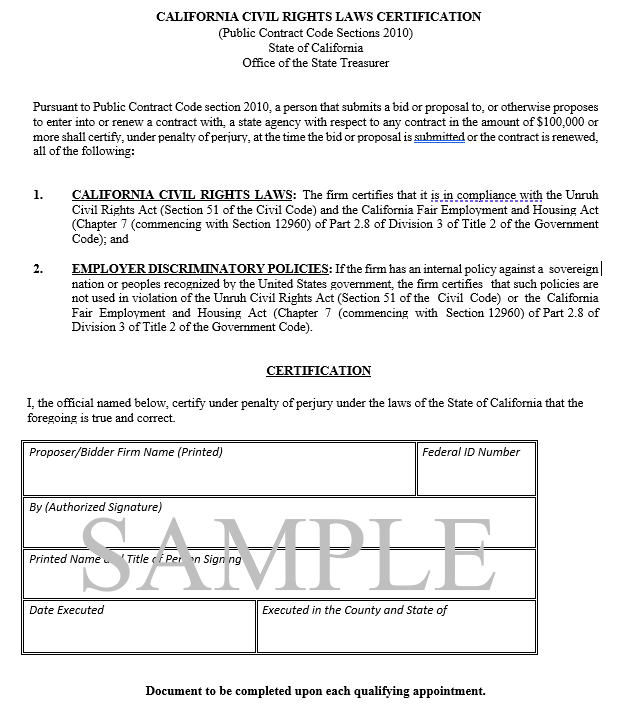 CALIFORNIA CIVIL RIGHTS LAWS CERTIFICATION
(Public Contract Code Sections 2010)
State of California
Office of the State Treasurer
Pursuant to Public Contract Code section 2010, a person that submits a bid or proposal to, or otherwise proposes
to enter into or renew a contract with, a state agency with respect to any contract in the amount of $100,000 or
more shall certify, under penalty of perjury, at the time the bid or proposal is submitted or the contract is renewed,
all of the following:
1. CALIFORNIA CIVIL RIGHTS LAWS: The firm certifies that it is in compliance with the Unruh
Civil Rights Act (Section 51 of the Civil Code) and the California Fair Employment and Housing Act
(Chapter 7 (commencing with Section 12960) of Part 2.8 of Division 3 of Title 2 of the Government
Code); and
2. EMPLOYER DISCRIMINATORY POLICIES: If the firm has an internal policy against a sovereign
nation or peoples recognized by the United States government, the firm certifies that such policies are
not used in violation of the Unruh Civil Rights Act (Section 51 of the Civil Code) or the California
Fair Employment and Housing Act (Chapter 7 (commencing with Section 12960) of Part 2.8 of
Division 3 of Title 2 of the Government Code).
CERTIFICATION
I, the official named below, certify under penalty of perjury under the laws of the State of California that the
foregoing is true and correct.
Proposer/Bidder Firm Name (Printed)
Federal ID Number
By (Authorized Signature)
SAMPLE
Printed Name and Title of Person Signing
Date Executed
Executed in the County and State of
Document to be completed upon each qualifying appointment.